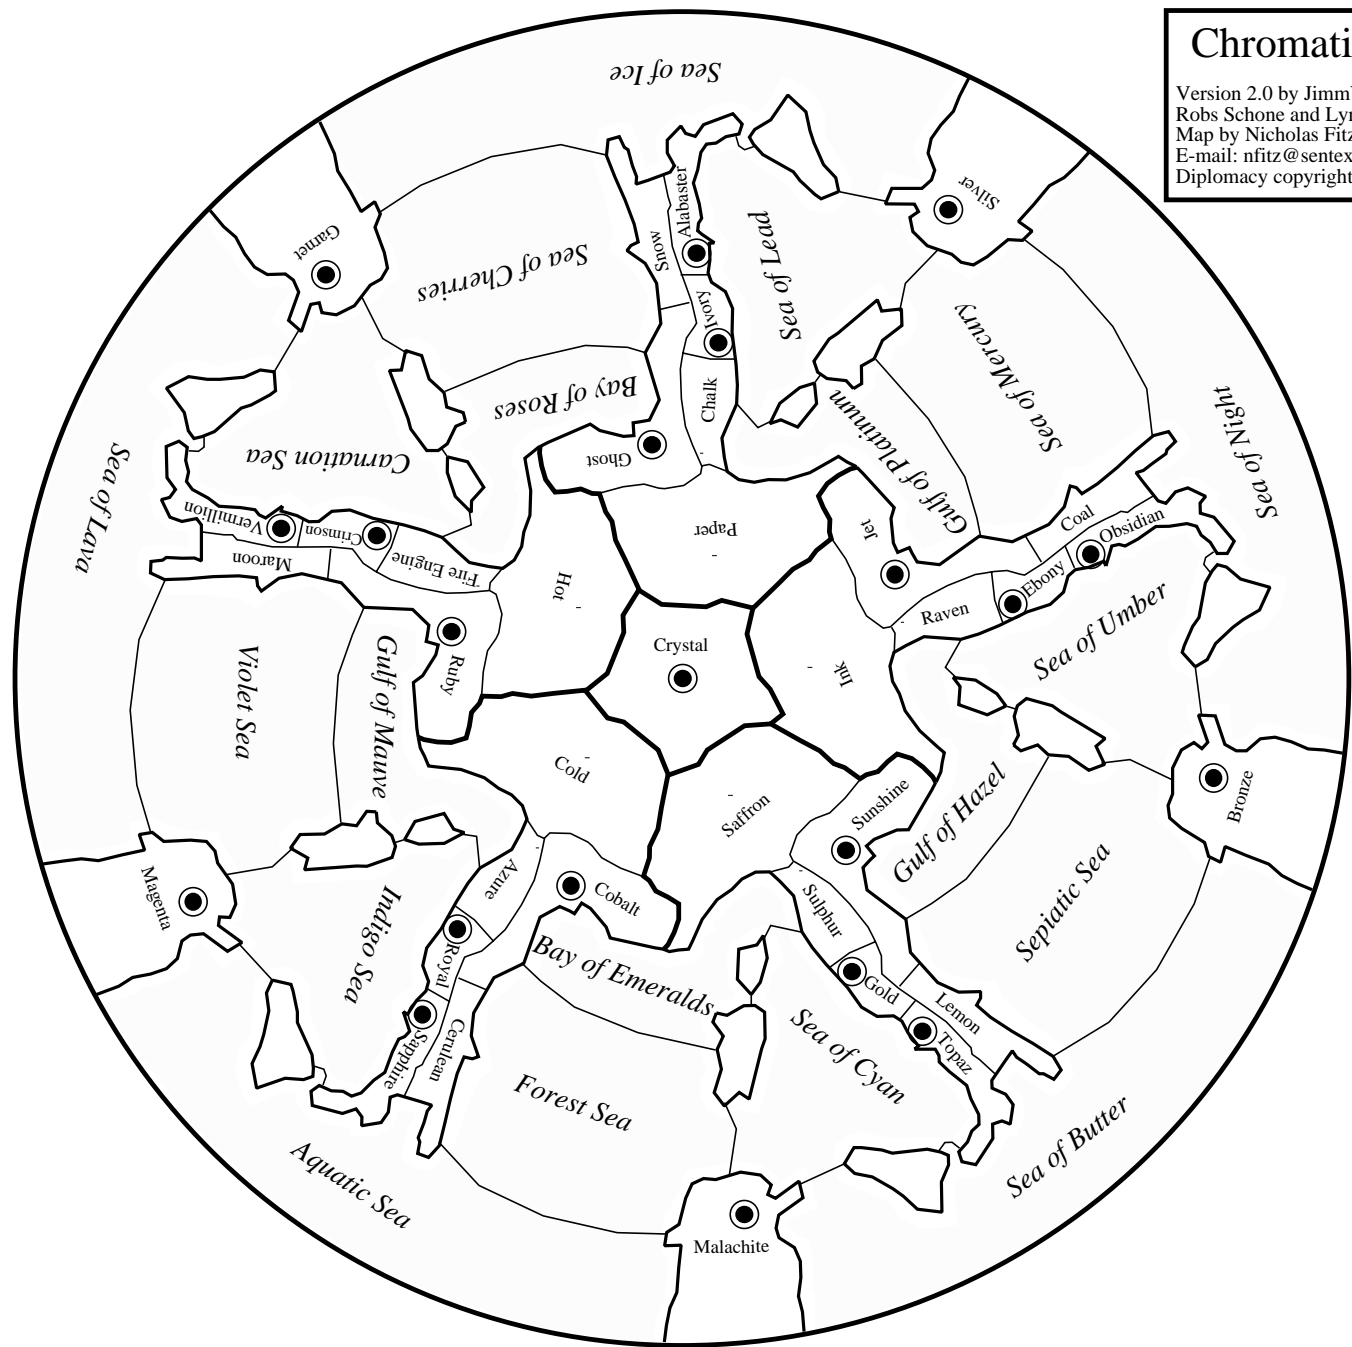 Chromati
Version 2.0 by Jimm
Robs Schone and Lyn
Map by Nicholas Fitz
E-mail: nfitz@sentex
Diplomacy copyright
Sea of Ice
Silver
Garnet
Alabaster
Snow
Sea of Lead
Sea of Cherries
Ivory
Sea of Mercury
Bay of Roses
Chalk
Gulf of Platinum
Sea of Night
Ghost
Carnation Sea
Sea of Lava
Vermillion
Crimson
Fire Engine
Maroon
Paper
Jet
Coal
Obsidian
Ebony
Raven
Hot
Crystal
Ink
Sea of Umber
Violet Sea
Gulf of Mauve
Ruby
Cold
Saffron
Sunshine
Gulf of Hazel
Bronze
Magenta
Azure
Cobalt
Sulphur
Sepiatic Sea
Indigo Sea
Royal
Bay of Emeralds
Gold
Lemon
Topaz
Sapphire
Cerulean
Forest Sea
Sea of Cyan
Aquatic Sea
Sea of Butter
Malachite